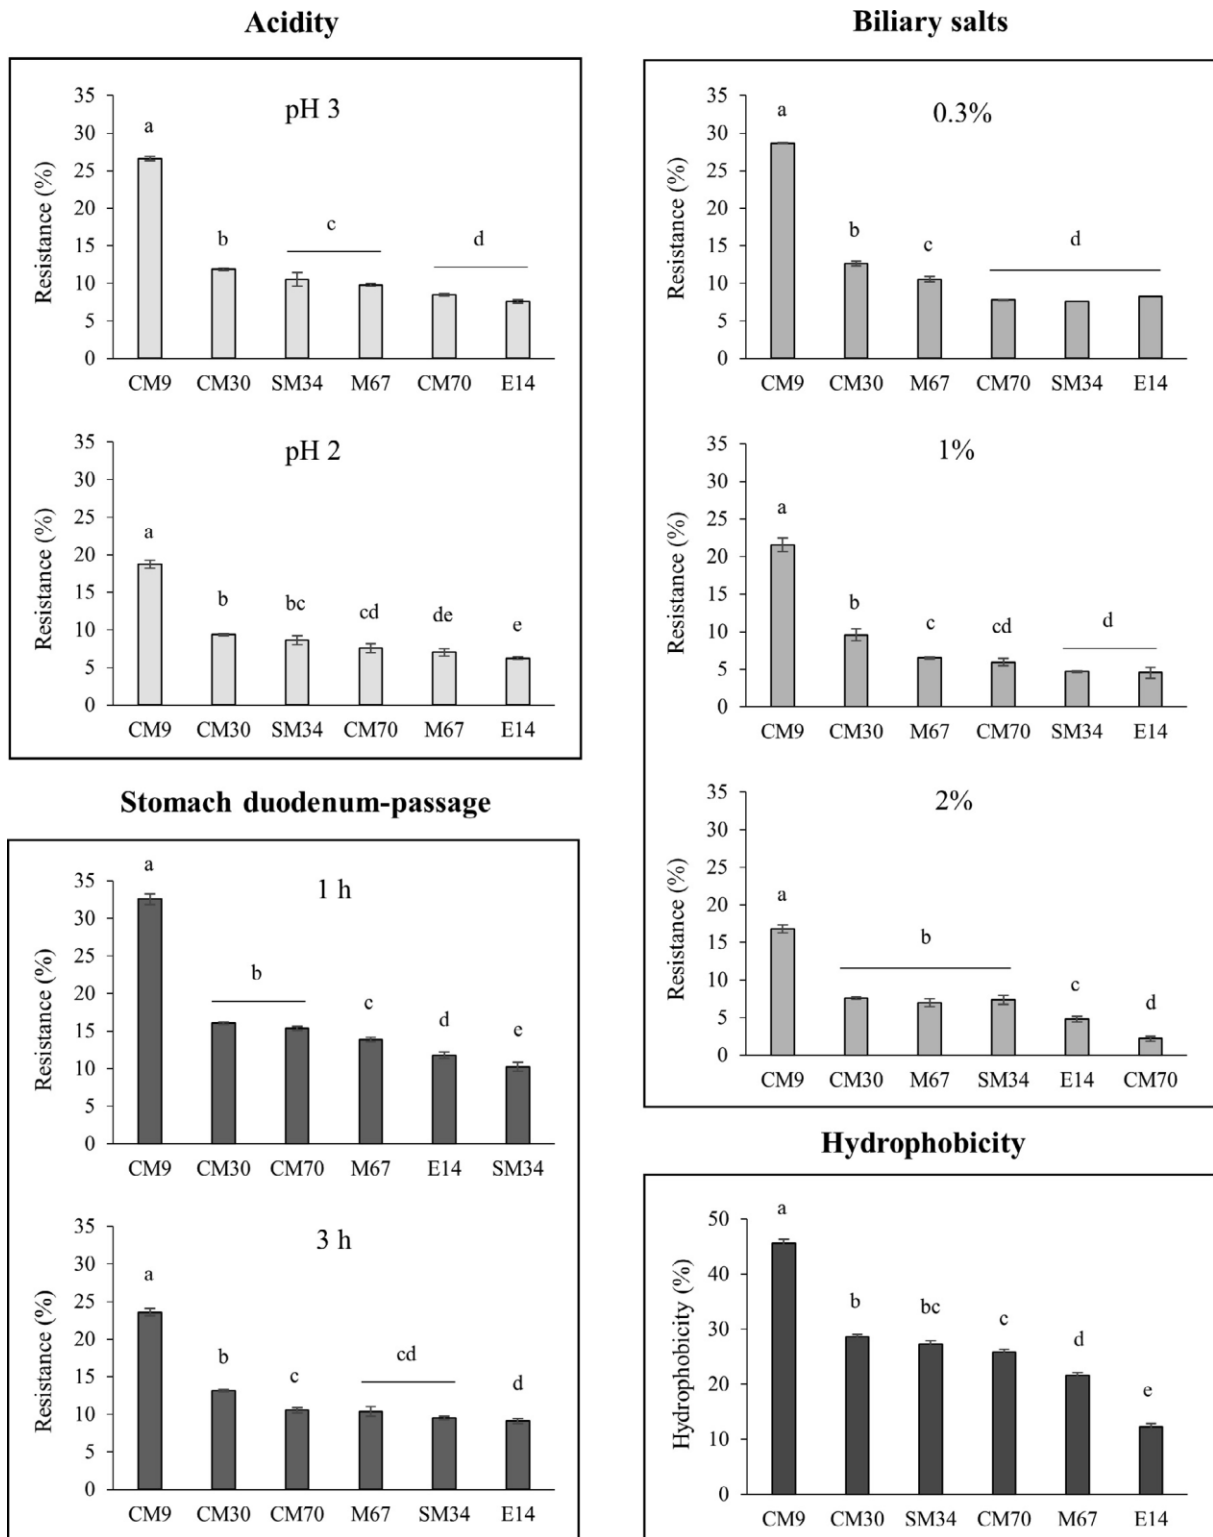 Acidity
pH 3
Resistance (%)
35
30
25
20
15
10
5
0
a
b
c
d
CM9 CM30 SM34 M67 CM70 E14
pH 2
Resistance (%)
35
30
25
20
15
10
5
0
a
b
bc
cd
de
e
CM9 CM30 SM34 CM70 M67 E14
Stomach duodenum-passage
1 h
Resistance (%)
35
30
25
20
15
10
5
0
a
b
c
d
e
CM9 CM30 CM70 M67 E14 SM34
3 h
Resistance (%)
35
30
25
20
15
10
5
0
a
b
c
cd
d
CM9 CM30 CM70 M67 SM34 E14
Biliary salts
0.3%
Resistance (%)
35
30
25
20
15
10
5
0
a
b
c
d
CM9 CM30 M67 CM70 SM34 E14
1%
Resistance (%)
35
30
25
20
15
10
5
0
a
b
c
cd
d
CM9 CM30 M67 CM70 SM34 E14
2%
Resistance (%)
35
30
25
20
15
10
5
0
a
b
c
d
CM9 CM30 M67 SM34 E14 CM70
Hydrophobicity
Hydrophobicity (%)
50
40
30
20
10
0
a
b
bc
c
d
e
CM9 CM30 SM34 CM70 M67 E14